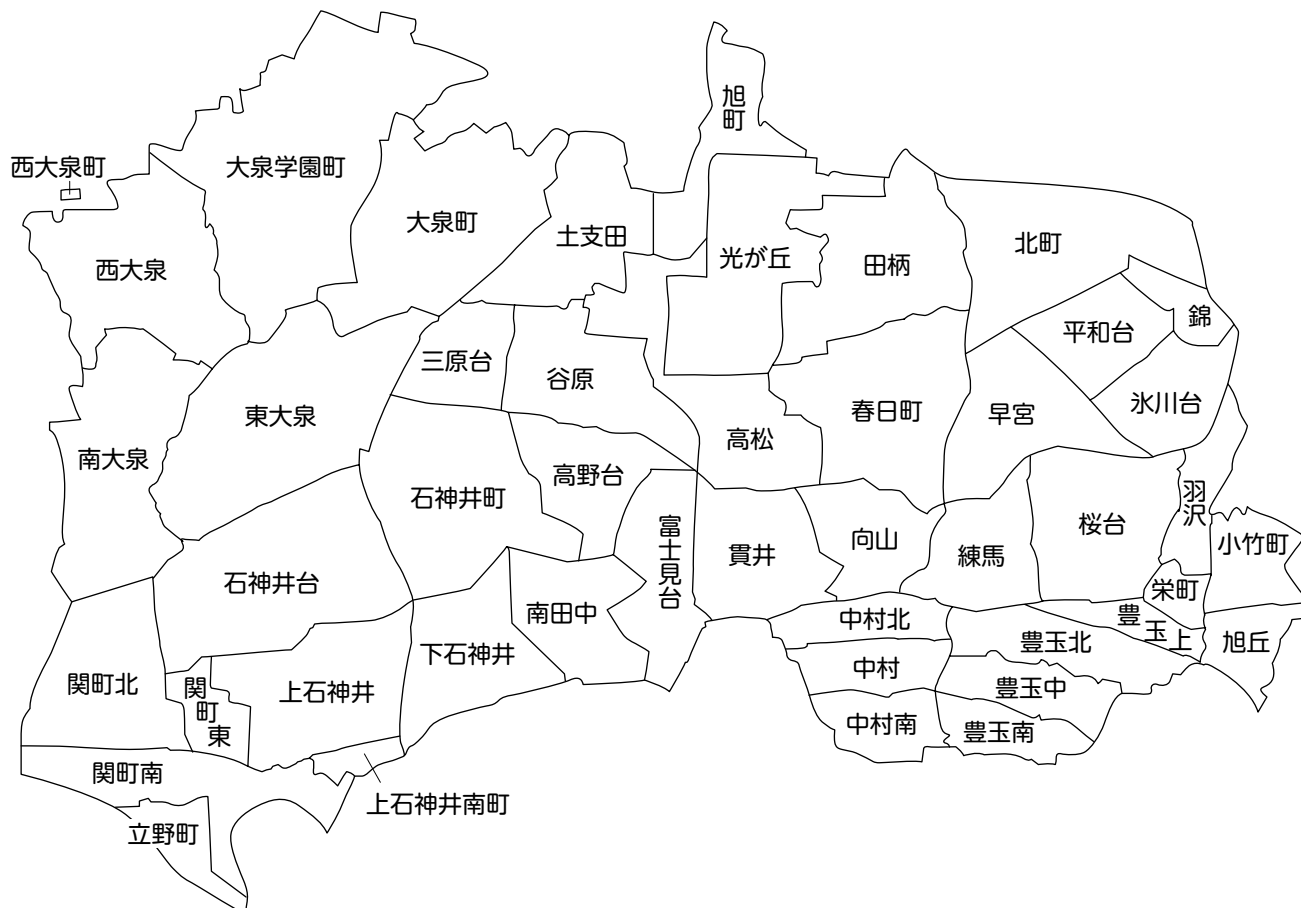 旭町
西大泉町
大泉学園町
大泉町
土支田
光が丘
田柄
北町
西大泉
錦
平和台
三原台
谷原
氷川台
東大泉
春日町
早宮
高松
南大泉
高野台
石神井町
羽沢
富士見台
貫井
向山
練馬
桜台
小竹町
石神井台
南田中
栄町
中村北
豊玉上
豊玉北
旭丘
下石神井
中村
関町北
関町東
上石神井
豊玉中
中村南
豊玉南
関町南
上石神井南町
立野町